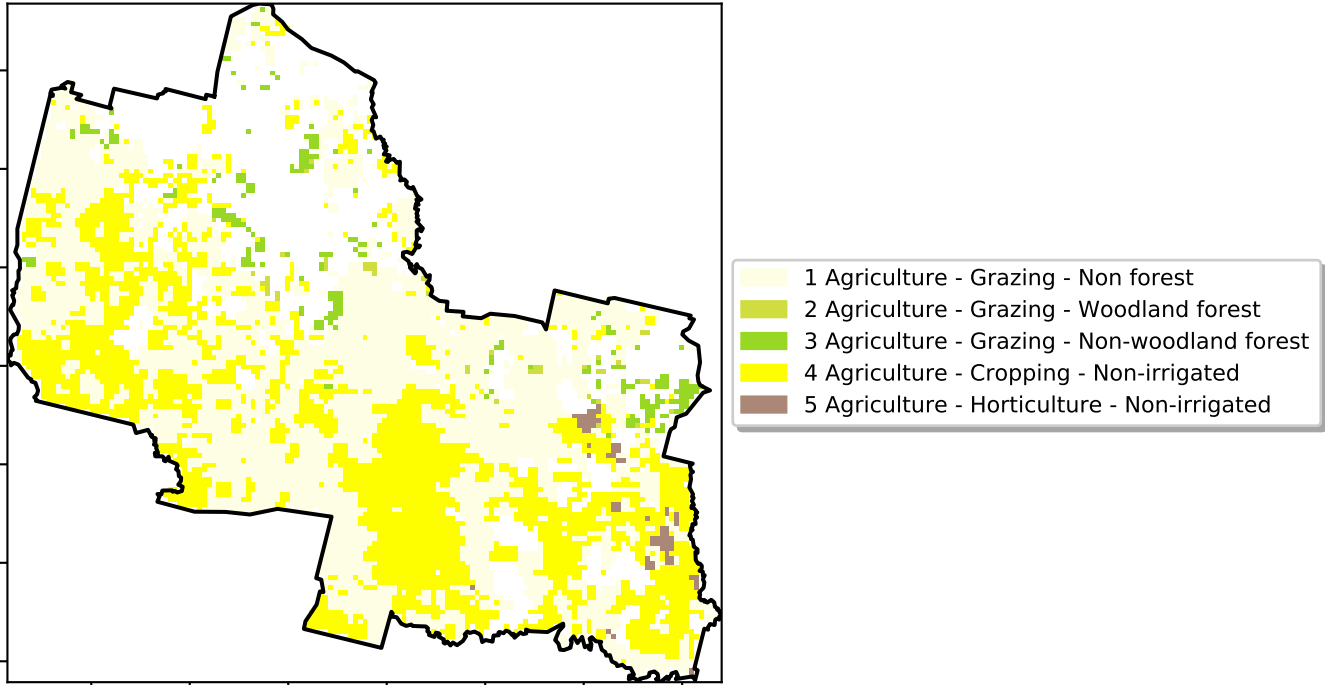 1 Agriculture - Grazing - Non forest
2 Agriculture - Grazing - Woodland forest
3 Agriculture - Grazing - Non-woodland forest
4 Agriculture - Cropping - Non-irrigated
5 Agriculture - Horticulture - Non-irrigated